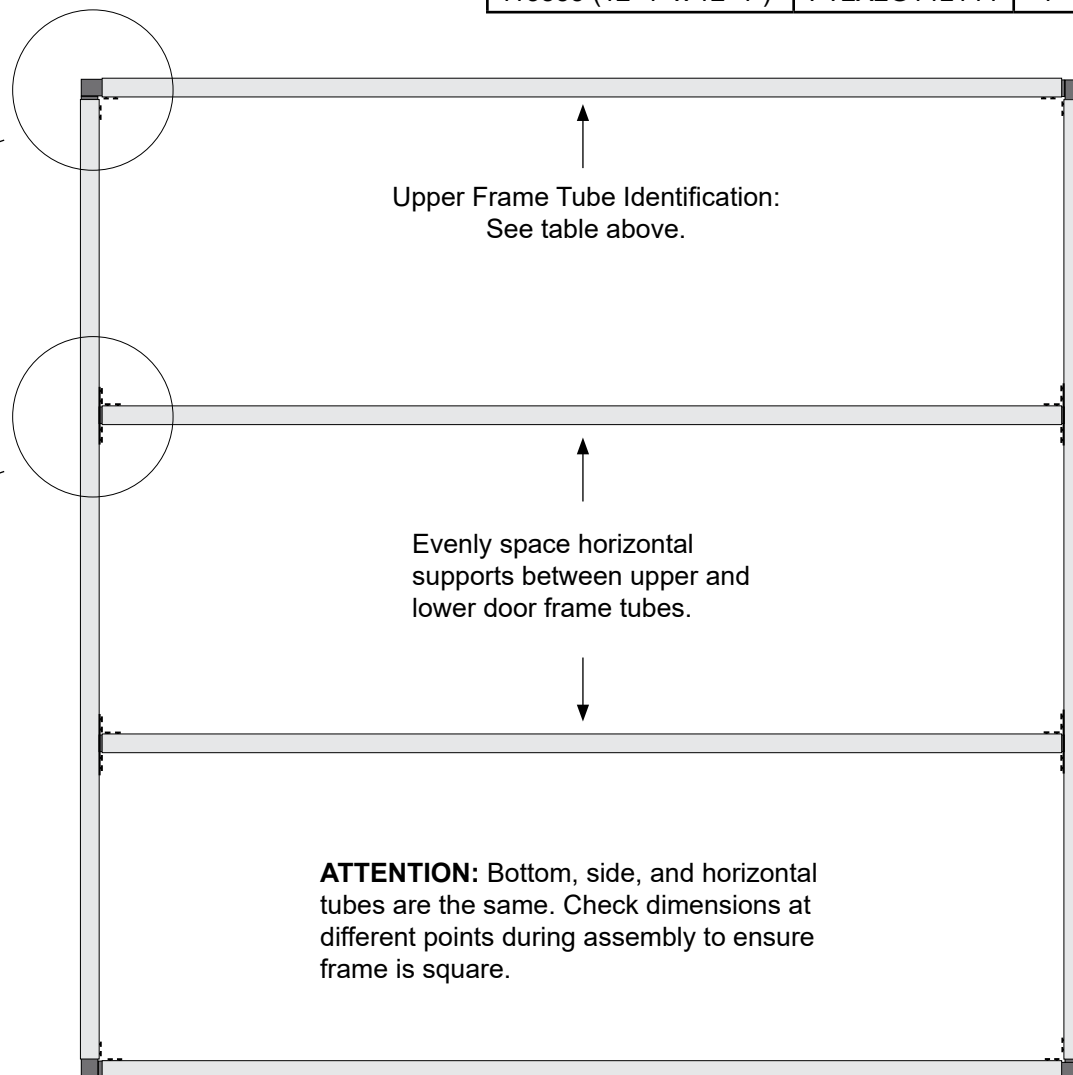 Upper Frame Tube Identification:
See table above.
Evenly space horizontal
supports between upper and
lower door frame tubes.
ATTENTION: Bottom, side, and horizontal
tubes are the same. Check dimensions at
different points during assembly to ensure
frame is square.